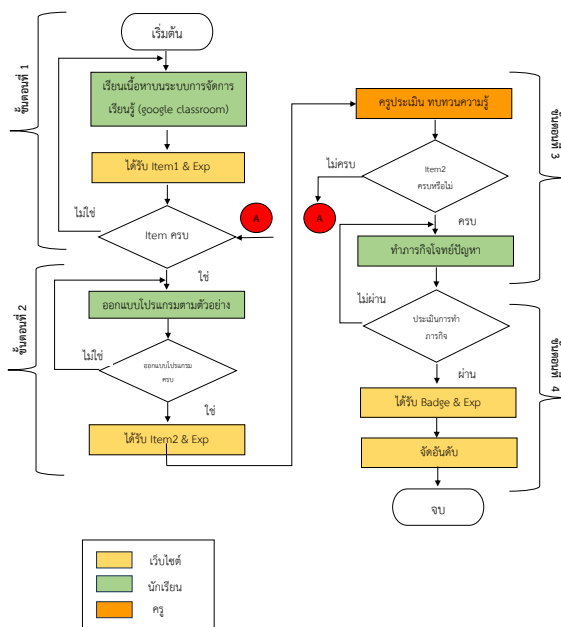 เริ่มต้น
ขั้นตอนที่ 1
เรียนเนื้อหาบนระบบการจัดการ
เรียนรู้ (google classroom)
ได้รับ Item1 & Exp
ไม่ใช่
Item ครบ
A
ใช่
ขั้นตอนที่ 2
ออกแบบโปรแกรมตามตัวอย่าง
ไม่ใช่
ออกแบบโปรแกรม
ครบ
ใช่
ได้รับ Item2 & Exp
ครูประเมิน ทบทวนความรู้
ขั้นตอนที่ 3
ไม่ครบ
Item2
ครบหรือไม่
A
ครบ
ทำภารกิจโจทย์ปัญหา
ไม่ผ่าน
ประเมินการทำ
ภารกิจ
ขั้นตอนที่ 4
ผ่าน
ได้รับ Badge & Exp
จัดอันดับ
จบ
เว็บไซต์
นักเรียน
ครู